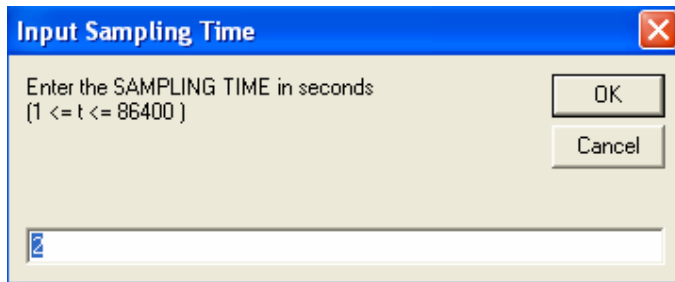 Input Sampling Time
Enter the SAMPLING TIME in seconds
(1 <= t <= 86400 )
OK
Cancel
2